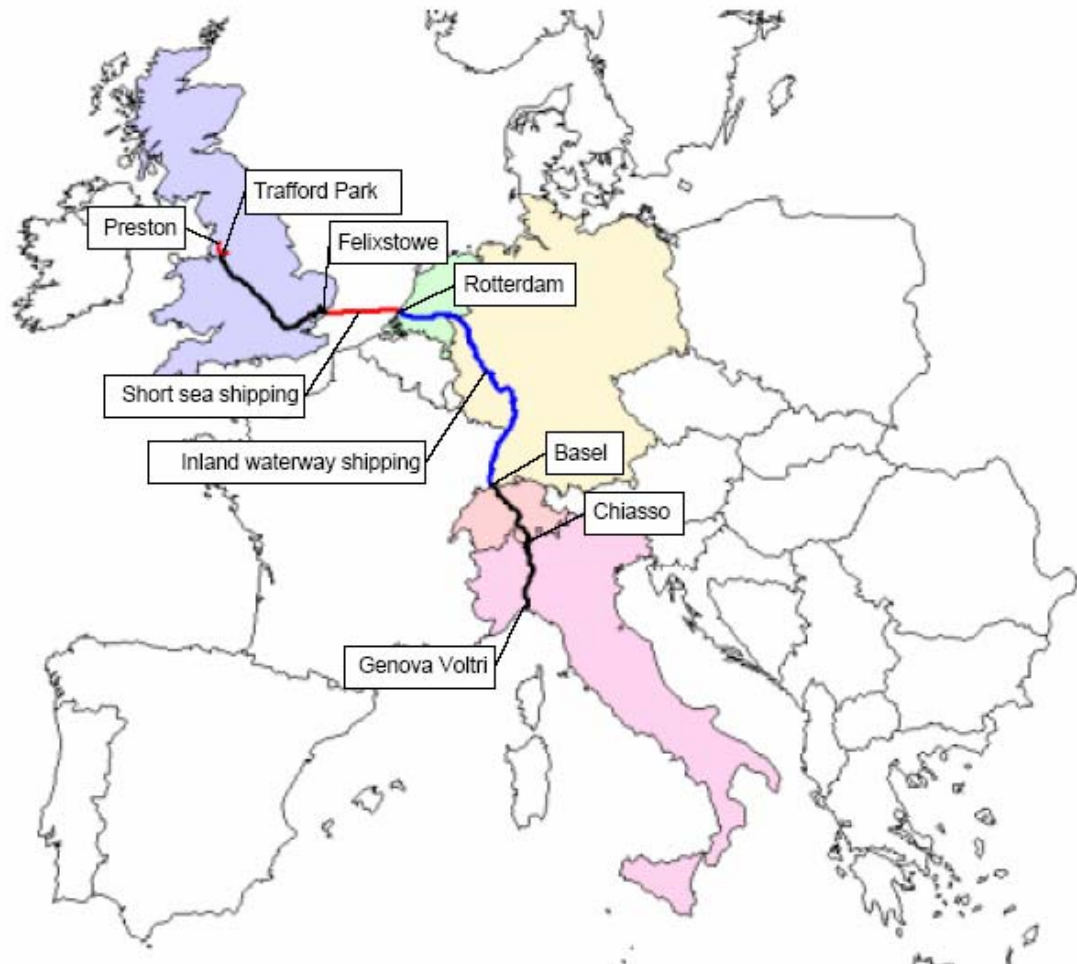 Trafford Park
Preston
Felixstowe
Rotterdam
Short sea shipping
Inland waterway shipping
Basel
Chiasso
Genova Voltri